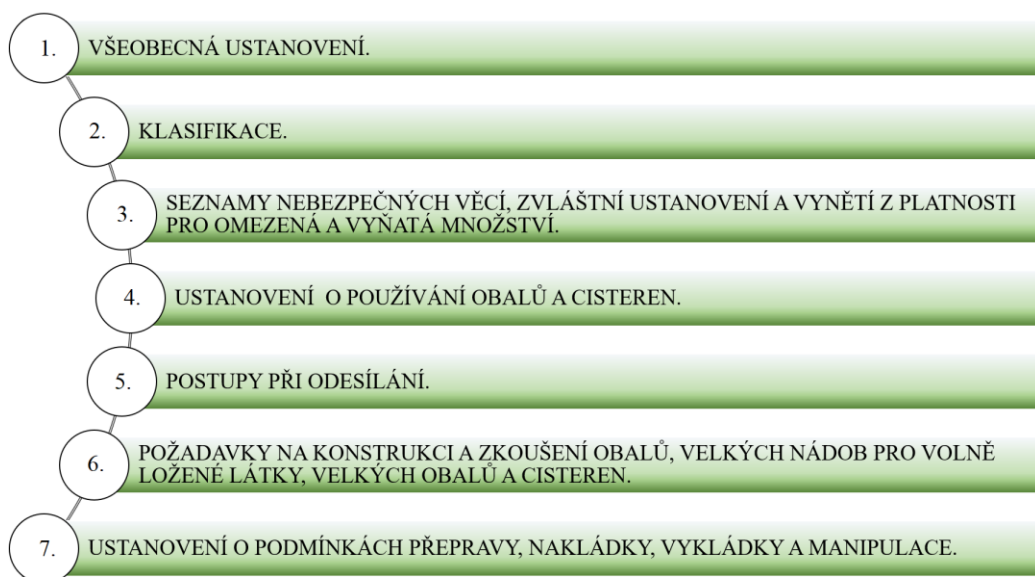 1. VŠEOBECNÁ USTANOVENÍ.
2. KLASIFIKACE.
3. SEZNAMY NEBEZPEČNÝCH VĚCÍ, ZVLÁŠTNÍ USTANOVENÍ A VYNĚTÍ Z PLATNOSTI
PRO OMEZENÁ A VYŇATÁ MNOŽSTVÍ.
4. USTANOVENÍ O POUŽÍVÁNÍ OBALŮ A CISTEREN.
5. POSTUPY PŘI ODESÍLÁNÍ.
6. POŽADAVKY NA KONSTRUKCI A ZKOUŠENÍ OBALŮ, VELKÝCH NÁDOB PRO VOLNĚ
LOŽENÉ LÁTKY, VELKÝCH OBALŮ A CISTEREN.
7. USTANOVENÍ O PODMÍNKÁCH PŘEPRAVY, NAKLÁDKY, VYKLÁDKY A MANIPULACE.